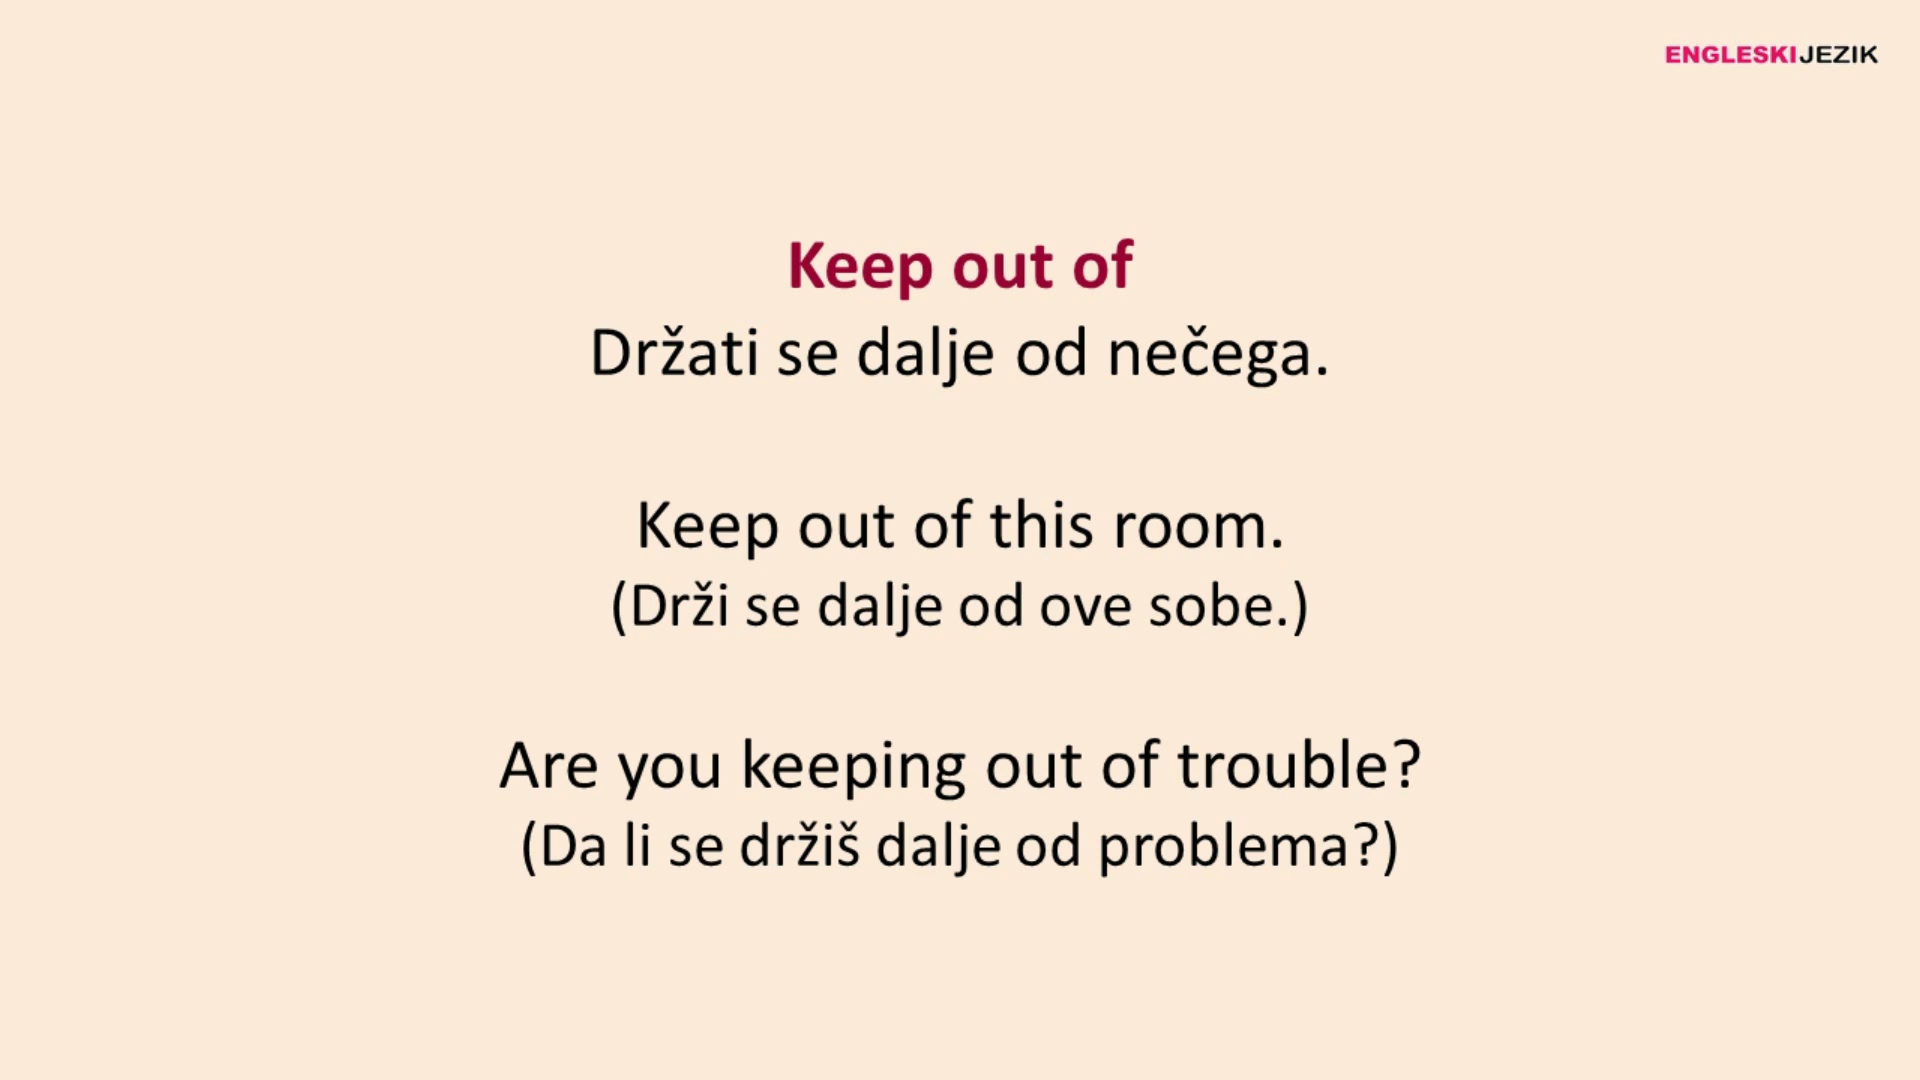 ENGLESKIJEZIK
Keep out of
Držati se dalje od nečega.
Keep out of this room.
(Drži se dalje od ove sobe.)
Are you keeping out of trouble?
(Da li se držiš dalje od problema?)